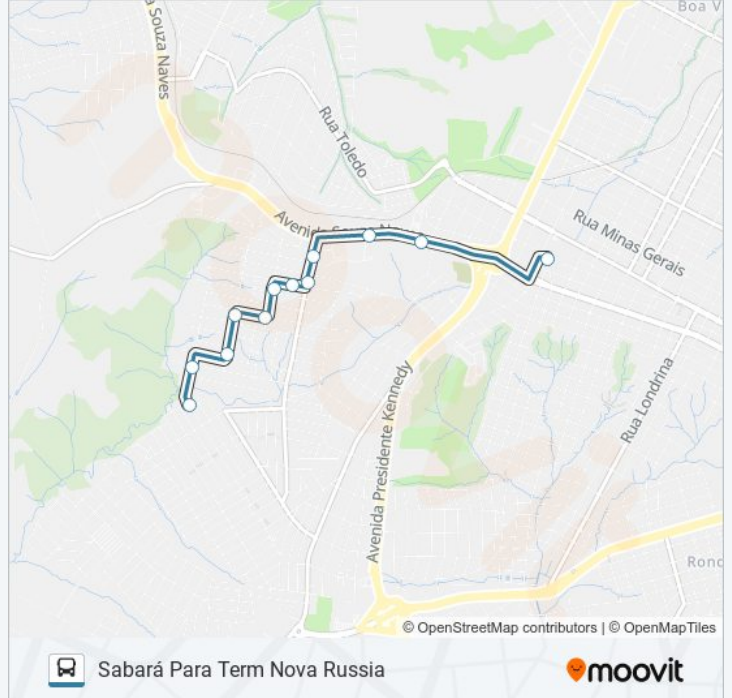 Boa V
a Souza Naves
Rua Toledo
Rua Minas Gerais
Avenida
Rua Londrina
Avenida Presidente Kennedy
Rond
© OpenStreetMap contributors | © OpenMapTiles
Sabará Para Term Nova Russia
moovit